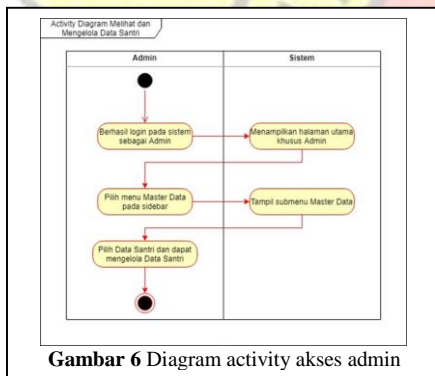 Activity Diagram Melihat dan
Mengelola Data Santri
Admin
Sistem
Berhasil login pada sistem
sebagai Admin
Menampilkan halaman utama
khusus Admin
Pilih menu Master Data
pada sidebar
Tampil submenu Master Data
Pilih Data Santri dan dapat
mengelola Data Santri
Gambar 6 Diagram activity akses admin